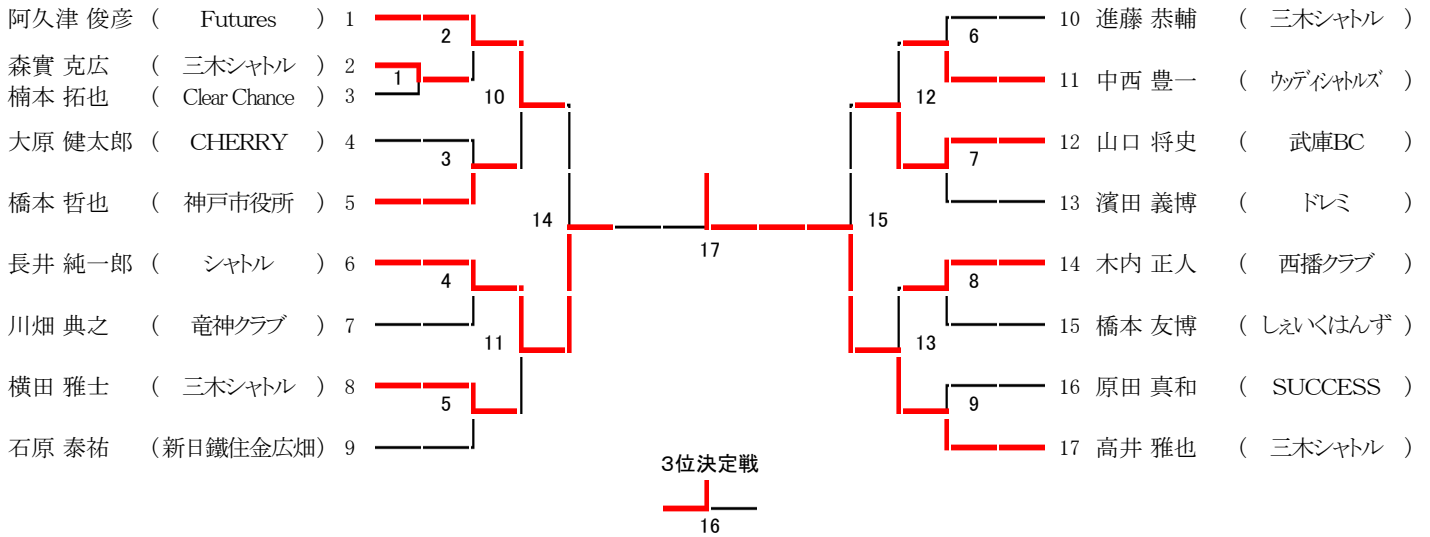 阿久津 俊彦 ( Futures ) 1
森實 克広 ( 三木シャトル ) 2
楠本 拓也 ( Clear Chance ) 3
大原 健太郎 ( CHERRY ) 4
橋本 哲也 ( 神戸市役所 ) 5
長井 純一郎 ( シャトル ) 6
川畑 典之 ( 竜神クラブ ) 7
横田 雅士 ( 三木シャトル ) 8
石原 泰祐 (新日鐵住金広畑) 9
2
1
10
3
14
4
11
5
17
3位決定戦
16
6
12
7
15
8
13
9
10 進藤 恭輔 ( 三木シャトル )
11 中西 豊一 ( ウッディシャトルズ )
12 山口 将史 ( 武庫BC )
13 濱田 義博 ( ドレミ )
14 木内 正人 ( 西播クラブ )
15 橋本 友博 ( しぇいくはんず )
16 原田 真和 ( SUCCESS )
17 高井 雅也 ( 三木シャトル )